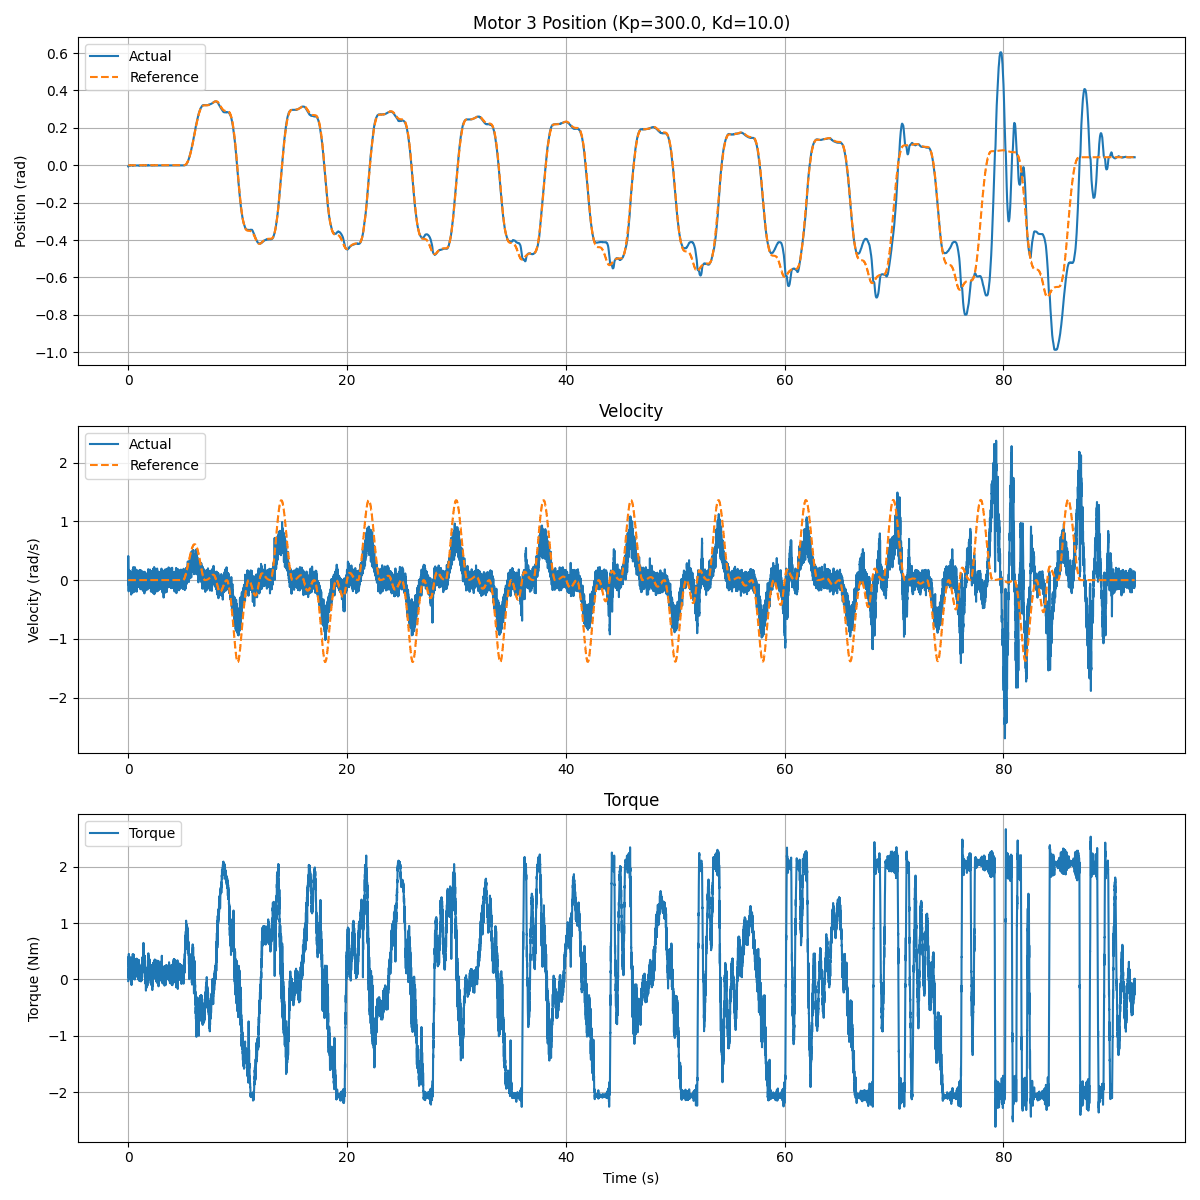 Motor 3 Position (Kp=300.0, Kd=10.0)
Actual
Reference
Position (rad)
0.6
0.4
0.2
0.0
−0.2
−0.4
−0.6
−0.8
−1.0
0 20 40 60 80
Velocity
Actual
Reference
Velocity (rad/s)
2
1
0
−1
−2
0 20 40 60 80
Torque
Torque
Torque (Nm)
2
1
0
−1
−2
0 20 40 60 80
Time (s)